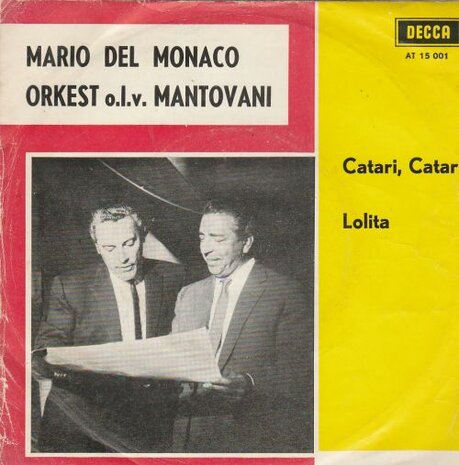 MARIO DEL MONACO
ORKEST o.l.v. MANTOVANI
DECCA
AT 15 001
Catari, Catar
Lolita